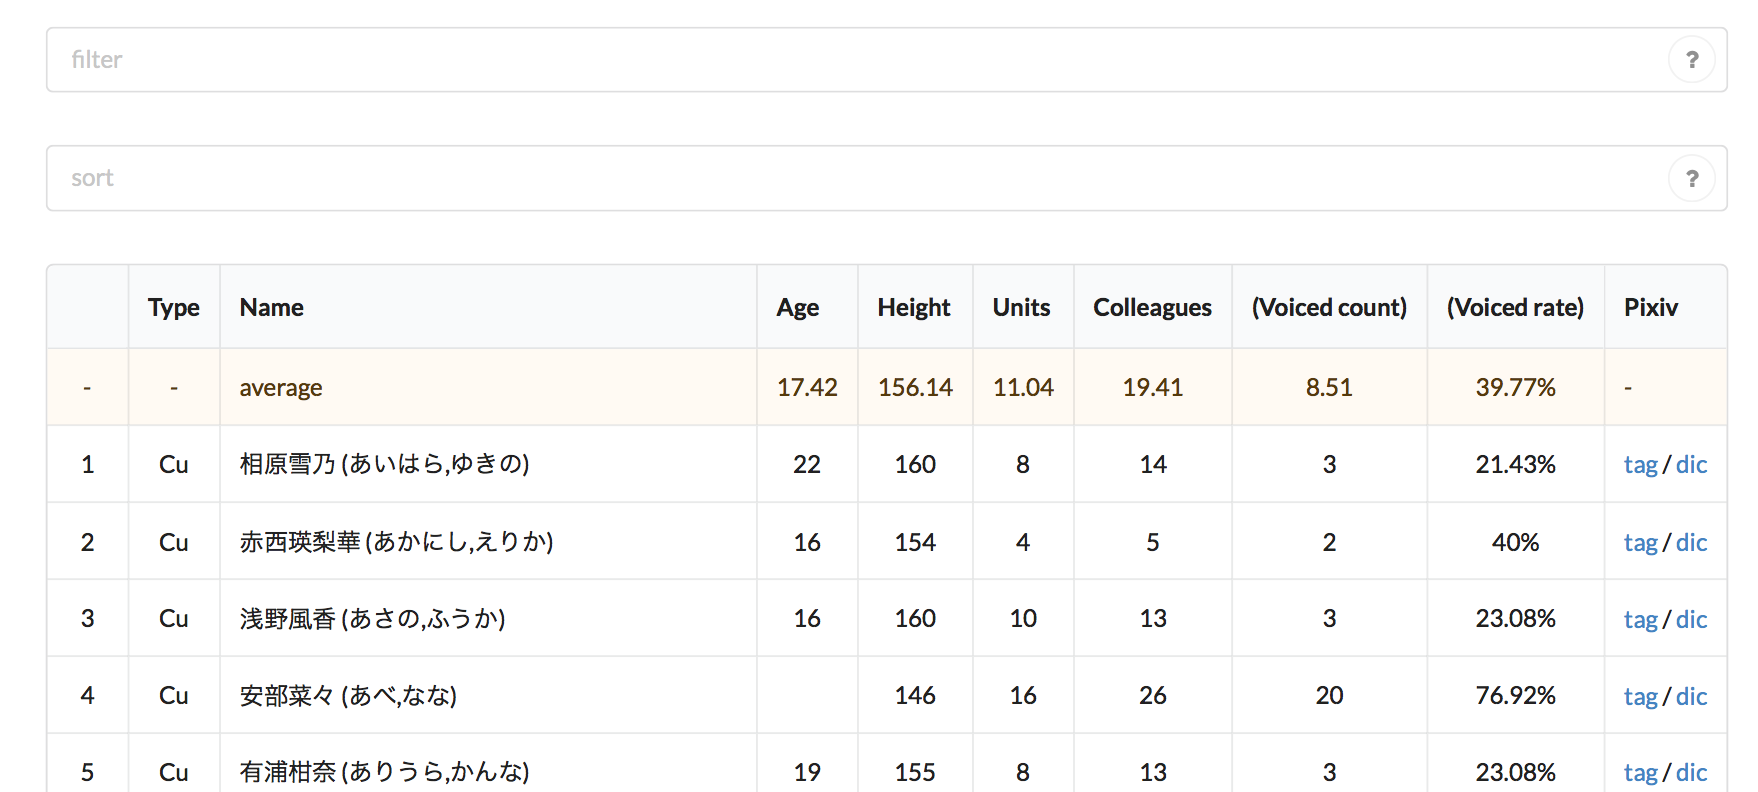 filter ?
sort ?
Type Name Age Height Units Colleagues (Voiced count) (Voiced rate) Pixiv
- - average 17.42 156.14 11.04 19.41 8.51 39.77% -
1 Cu 相原雪乃 (あいはら,ゆきの) 22 160 8 14 3 21.43% tag / dic
2 Cu 赤西瑛梨華 (あかにし,えりか) 16 154 4 5 2 40% tag / dic
3 Cu 浅野風香 (あさの,ふうか) 16 160 10 13 3 23.08% tag / dic
4 Cu 安部菜々 (あべ,なな) 146 16 26 20 76.92% tag / dic
5 Cu 有浦柑奈 (ありうら,かんな) 19 155 8 13 3 23.08% tag / dic